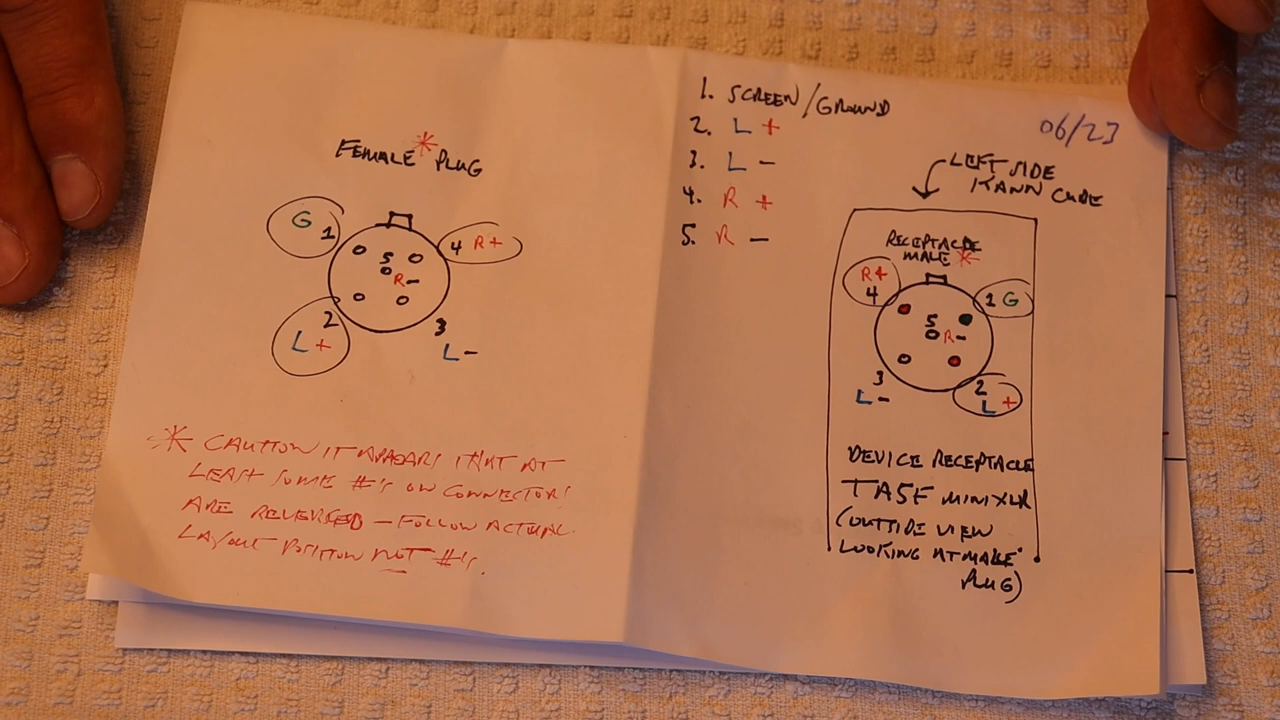 FEMALE * PLUG
G
1
4 R+
5
R-
2
L +
3
L -
* CAUTION IT APPEARS THAT AT
LEAST SOME #'s ON CONNECTORS
ARE REVERSED - FOLLOW ACTUAL
LAYOUT POSITION NOT #'s.
1. SCREEN/GROUND
2. L +
3. L -
4. R +
5. R -
06/23
LEFT SIDE
KANN CUBE
RECEPTACLE
MALE *
R+
4
1 G
5
R-
3
L -
2
L +
DEVICE RECEPTACLE
TA5F MINIXLR
(OUTSIDE VIEW
LOOKING AT MALE
PLUG)